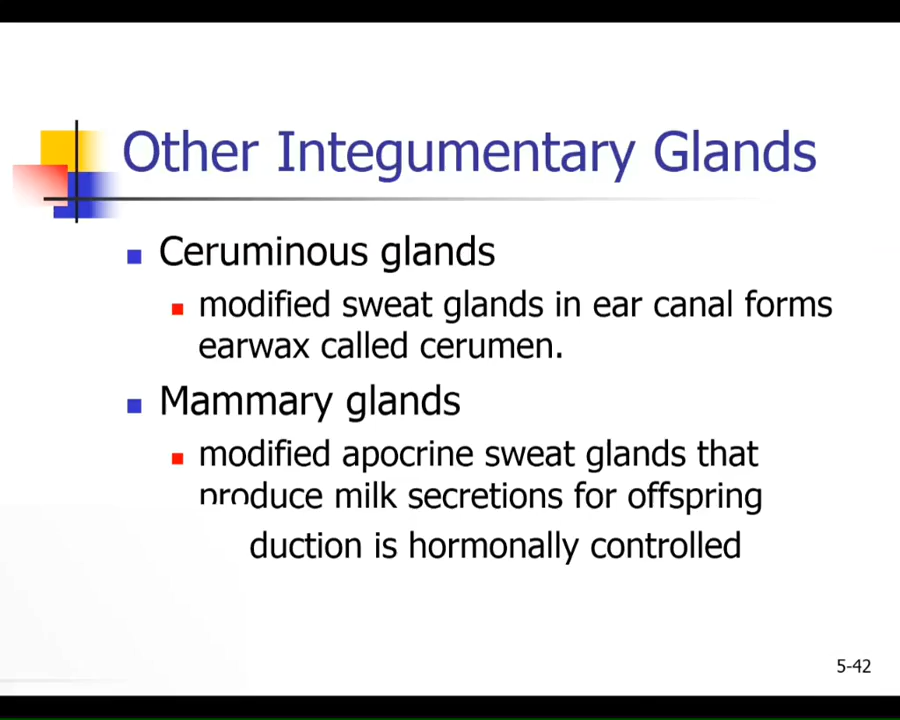 Other Integumentary Glands
Ceruminous glands
modified sweat glands in ear canal forms
earwax called cerumen.
Mammary glands
modified apocrine sweat glands that
produce milk secretions for offspring
duction is hormonally controlled
5-42